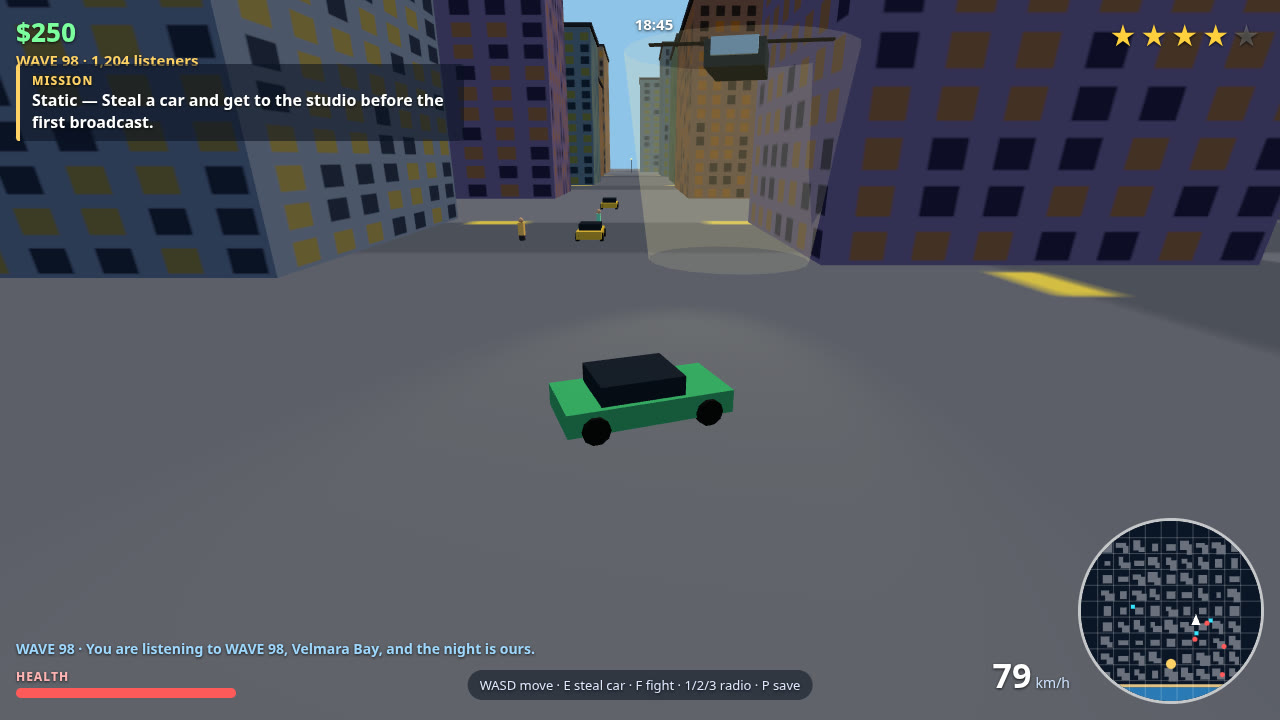 $250
18:45
WAVE 98 · 1,204 listeners
MISSION
Static — Steal a car and get to the studio before the
first broadcast.
WAVE 98 · You are listening to WAVE 98, Velmara Bay, and the night is ours.
HEALTH
WASD move · E steal car · F fight · 1/2/3 radio · P save
79 km/h